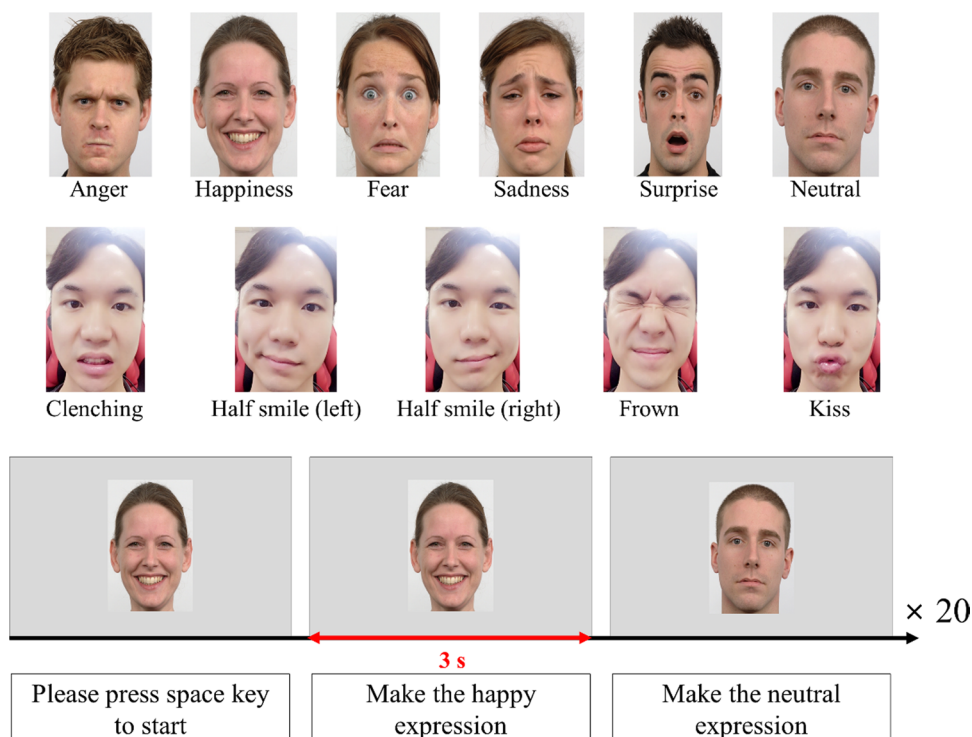 Anger Happiness Fear Sadness Surprise Neutral
Clenching Half smile (left) Half smile (right) Frown Kiss
× 20
3 s
Please press space key
to start
Make the happy
expression
Make the neutral
expression